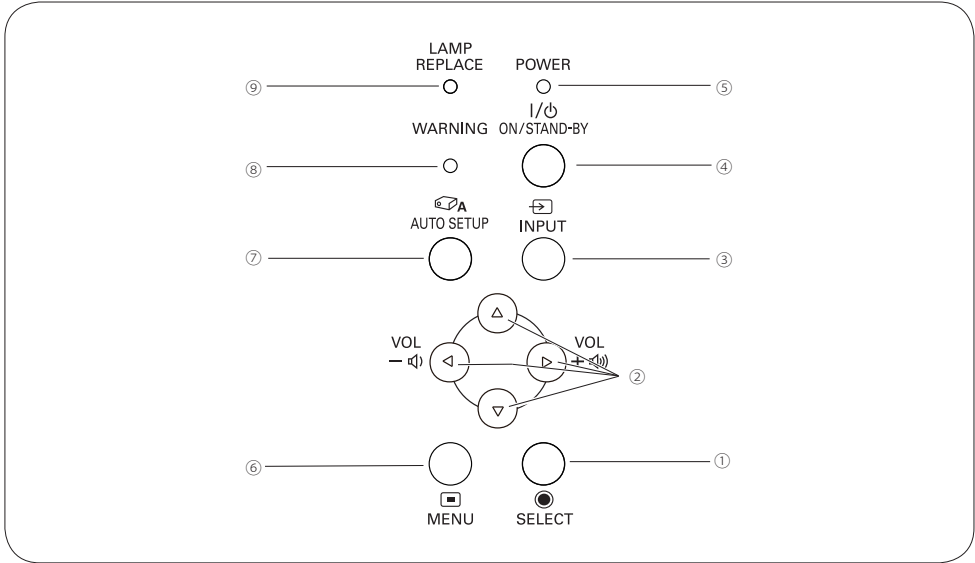 LAMP
REPLACE
POWER
⑨
⑤
I/⏻
WARNING
ON/STAND-BY
⑧
④
A
AUTO SETUP
INPUT
⑦
③
VOL
−
VOL
+
②
⑥
①
MENU
SELECT